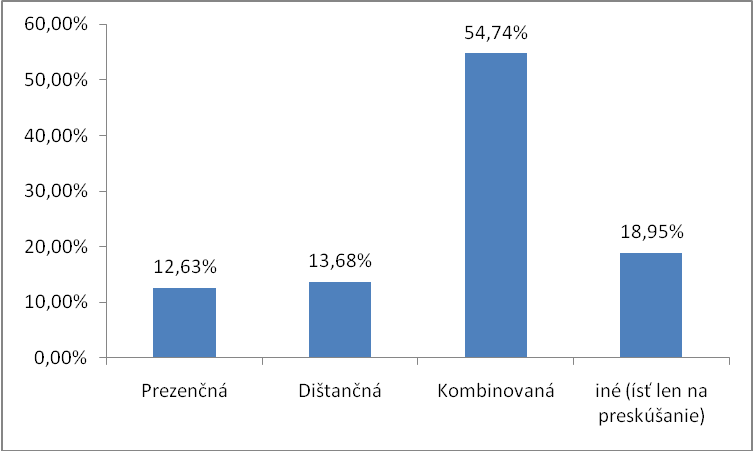 60,00%
50,00%
40,00%
30,00%
20,00%
10,00%
0,00%
12,63%
13,68%
54,74%
18,95%
Prezenčná
Dištančná
Kombinovaná
iné (ísť len na
preskúšanie)